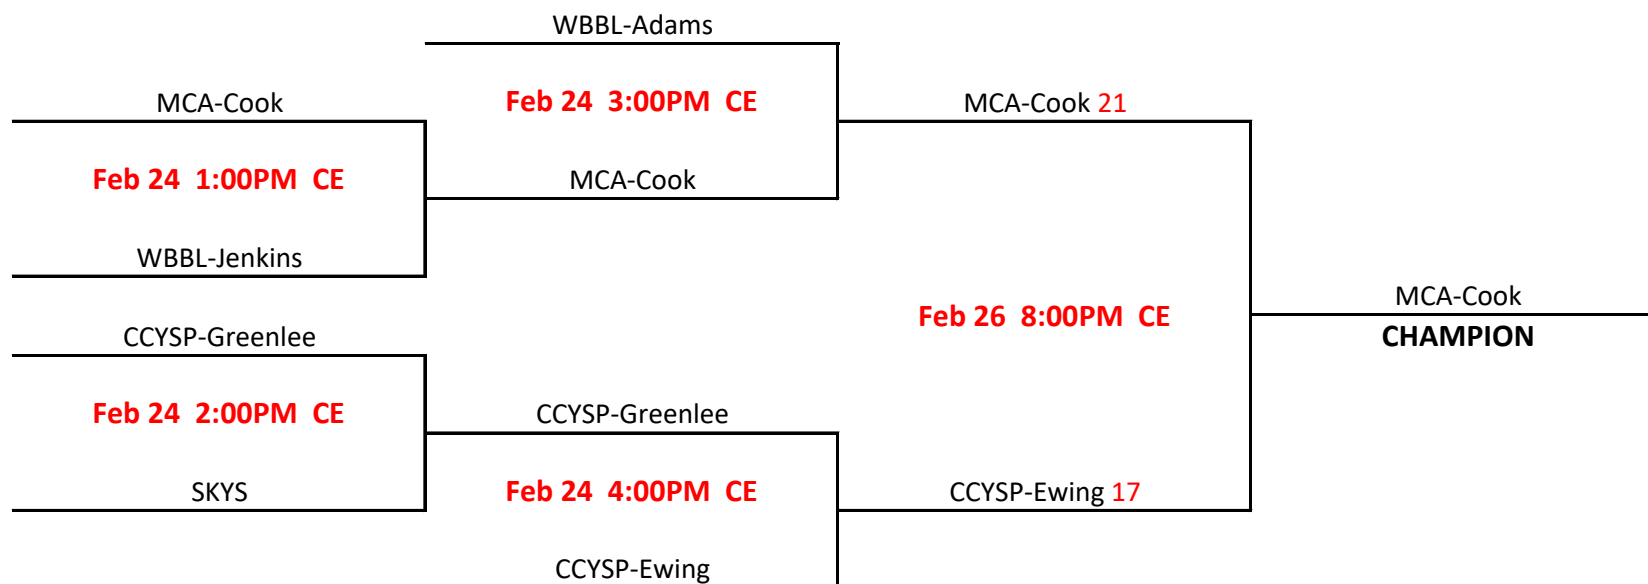 WBBL-Adams
MCA-Cook
Feb 24 3:00PM CE
MCA-Cook 21
Feb 24 1:00PM CE
MCA-Cook
WBBL-Jenkins
MCA-Cook
Feb 26 8:00PM CE
CCYSP-Greenlee
CHAMPION
Feb 24 2:00PM CE
CCYSP-Greenlee
SKYS
Feb 24 4:00PM CE
CCYSP-Ewing 17
CCYSP-Ewing